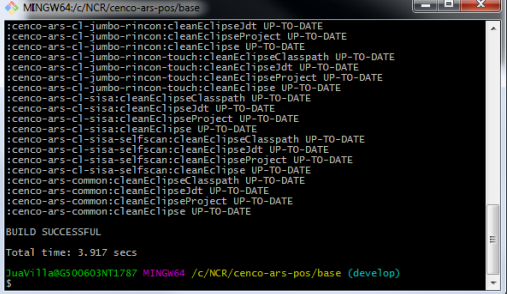 MINGW64:/c/NCR/cenco-ars-pos/base
:cenco-ars-cl-jumbo-rincon:cleanEclipseJdt UP-TO-DATE
:cenco-ars-cl-jumbo-rincon:cleanEclipseProject UP-TO-DATE
:cenco-ars-cl-jumbo-rincon:cleanEclipse UP-TO-DATE
:cenco-ars-cl-jumbo-rincon-touch:cleanEclipseClasspath UP-TO-DATE
:cenco-ars-cl-jumbo-rincon-touch:cleanEclipseJdt UP-TO-DATE
:cenco-ars-cl-jumbo-rincon-touch:cleanEclipseProject UP-TO-DATE
:cenco-ars-cl-jumbo-rincon-touch:cleanEclipse UP-TO-DATE
:cenco-ars-cl-sisa:cleanEclipseClasspath UP-TO-DATE
:cenco-ars-cl-sisa:cleanEclipseJdt UP-TO-DATE
:cenco-ars-cl-sisa:cleanEclipseProject UP-TO-DATE
:cenco-ars-cl-sisa:cleanEclipse UP-TO-DATE
:cenco-ars-cl-sisa-selfscan:cleanEclipseClasspath UP-TO-DATE
:cenco-ars-cl-sisa-selfscan:cleanEclipseJdt UP-TO-DATE
:cenco-ars-cl-sisa-selfscan:cleanEclipseProject UP-TO-DATE
:cenco-ars-cl-sisa-selfscan:cleanEclipse UP-TO-DATE
:cenco-ars-common:cleanEclipseClasspath UP-TO-DATE
:cenco-ars-common:cleanEclipseJdt UP-TO-DATE
:cenco-ars-common:cleanEclipseProject UP-TO-DATE
:cenco-ars-common:cleanEclipse UP-TO-DATE
BUILD SUCCESSFUL
Total time: 3.917 secs
JuaVilla@G500603NT1787 MINGW64 /c/NCR/cenco-ars-pos/base (develop)
$